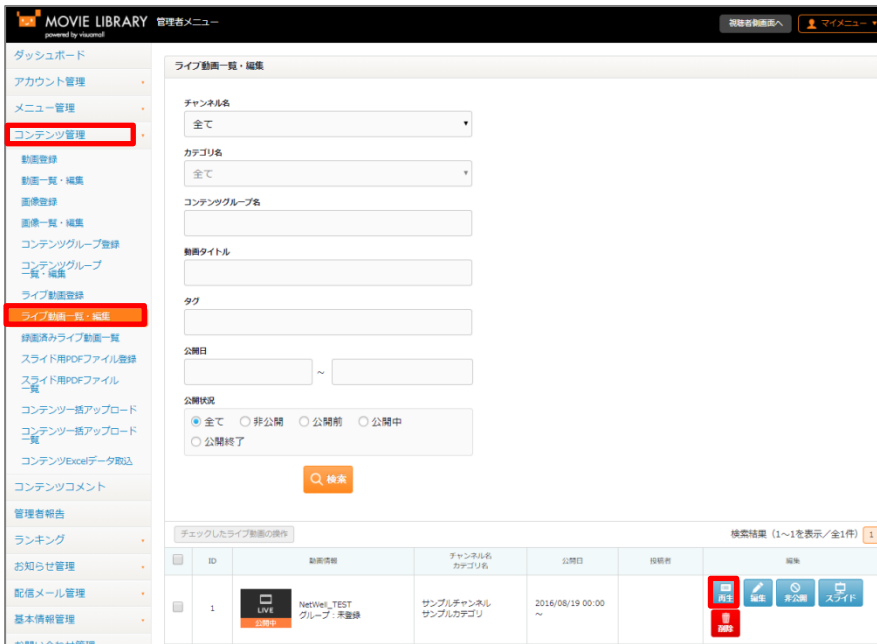 MOVIE LIBRARY 管理者メニュー
powered by visuamall
視聴者側画面へ
マイメニュー
ダッシュボード
アカウント管理
メニュー管理
コンテンツ管理
動画登録
動画一覧・編集
画像登録
画像一覧・編集
コンテンツグループ登録
コンテンツグループ
一覧・編集
ライブ動画登録
ライブ動画一覧・編集
録画済みライブ動画一覧
スライド用PDFファイル登録
スライド用PDFファイル
一覧
コンテンツ一括アップロード
コンテンツ一括アップロード
一覧
コンテンツExcelデータ取込
コンテンツコメント
管理者報告
ランキング
お知らせ管理
配信メール管理
基本情報管理
お問い合わせ管理
ライブ動画一覧・編集
チャンネル名
全て
カテゴリ名
全て
コンテンツグループ名
動画タイトル
タグ
公開日
～
公開状況
全て 非公開 公開前 公開中
公開終了
検索
チェックしたライブ動画の操作
検索結果（1～1を表示／全1件） 1
ID 動画情報 チャンネル名 公開日 投稿者 編集
カテゴリ名
1
LIVE
公開中
NetWell_TEST
グループ：未登録
サンプルチャンネル
サンプルカテゴリ
2016/08/19 00:00
～
再生 編集 非公開 スライド
削除